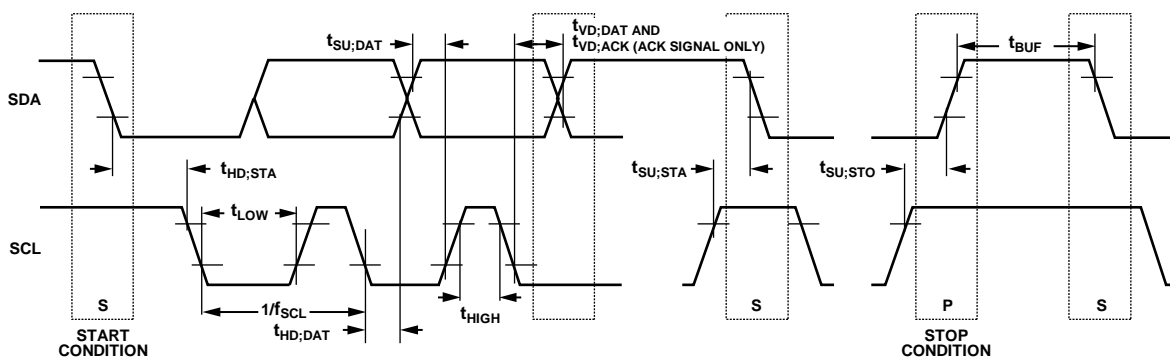 tSU;DAT
tVD;DAT AND
tVD;ACK (ACK SIGNAL ONLY)
tBUF
SDA
tHD;STA
tSU;STA
tSU;STO
tLOW
SCL
S
1/fSCL
tHIGH
S
P
S
tHD;DAT
START
CONDITION
STOP
CONDITION